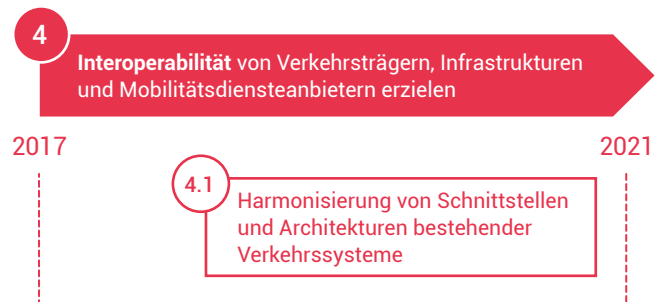 4
Interoperabilität von Verkehrsträgern, Infrastrukturen
und Mobilitätsdiensteanbietern erzielen
2017
2021
4.1
Harmonisierung von Schnittstellen
und Architekturen bestehender
Verkehrssysteme